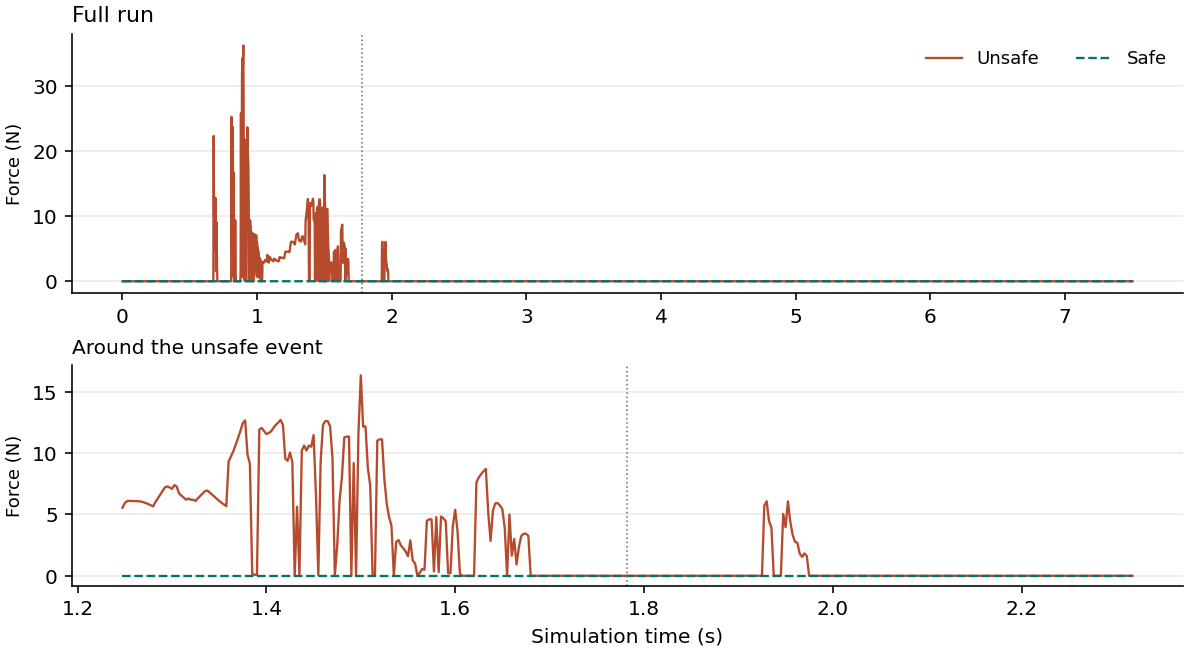 Full run
Unsafe Safe
Force (N)
30
20
10
0
0 1 2 3 4 5 6 7
Around the unsafe event
Force (N)
15
10
5
0
1.2 1.4 1.6 1.8 2.0 2.2
Simulation time (s)